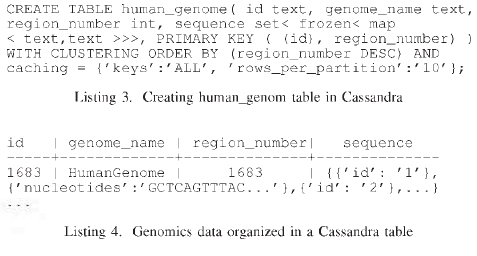 CREATE TABLE human_genome( id text, genome_name text,
region_number int, sequence set< frozen< map
< text,text >>>, PRIMARY KEY ( (id), region_number) )
WITH CLUSTERING ORDER BY (region_number DESC) AND
caching = {'keys':'ALL', 'rows_per_partition':'10'};
Listing 3. Creating human_genom table in Cassandra
id | genome_name | region_number| sequence
-----+--------------+---------------+---------------
1683 | HumanGenome | 1683 | {{'id': '1'},
{'nucleotides':'GCTCAGTTTAC...'},{'id': '2'},...}
...
Listing 4. Genomics data organized in a Cassandra table